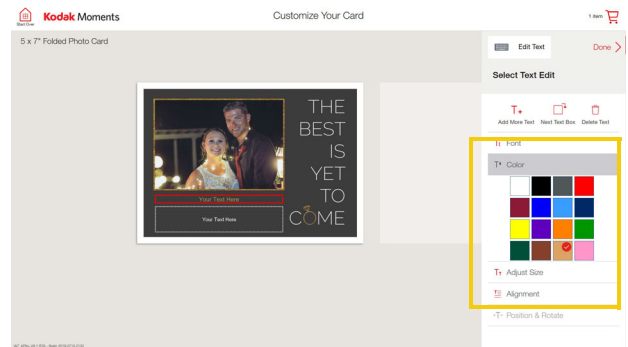 Start Over
Kodak Moments
Customize Your Card
1 item
5 x 7" Folded Photo Card
Edit Text
Done
Select Text Edit
Add More Text
Next Text Box
Delete Text
Font
Color
Adjust Size
Alignment
Position & Rotate
THE
BEST
IS
YET
TO
COME
Your Text Here
Your Text Here